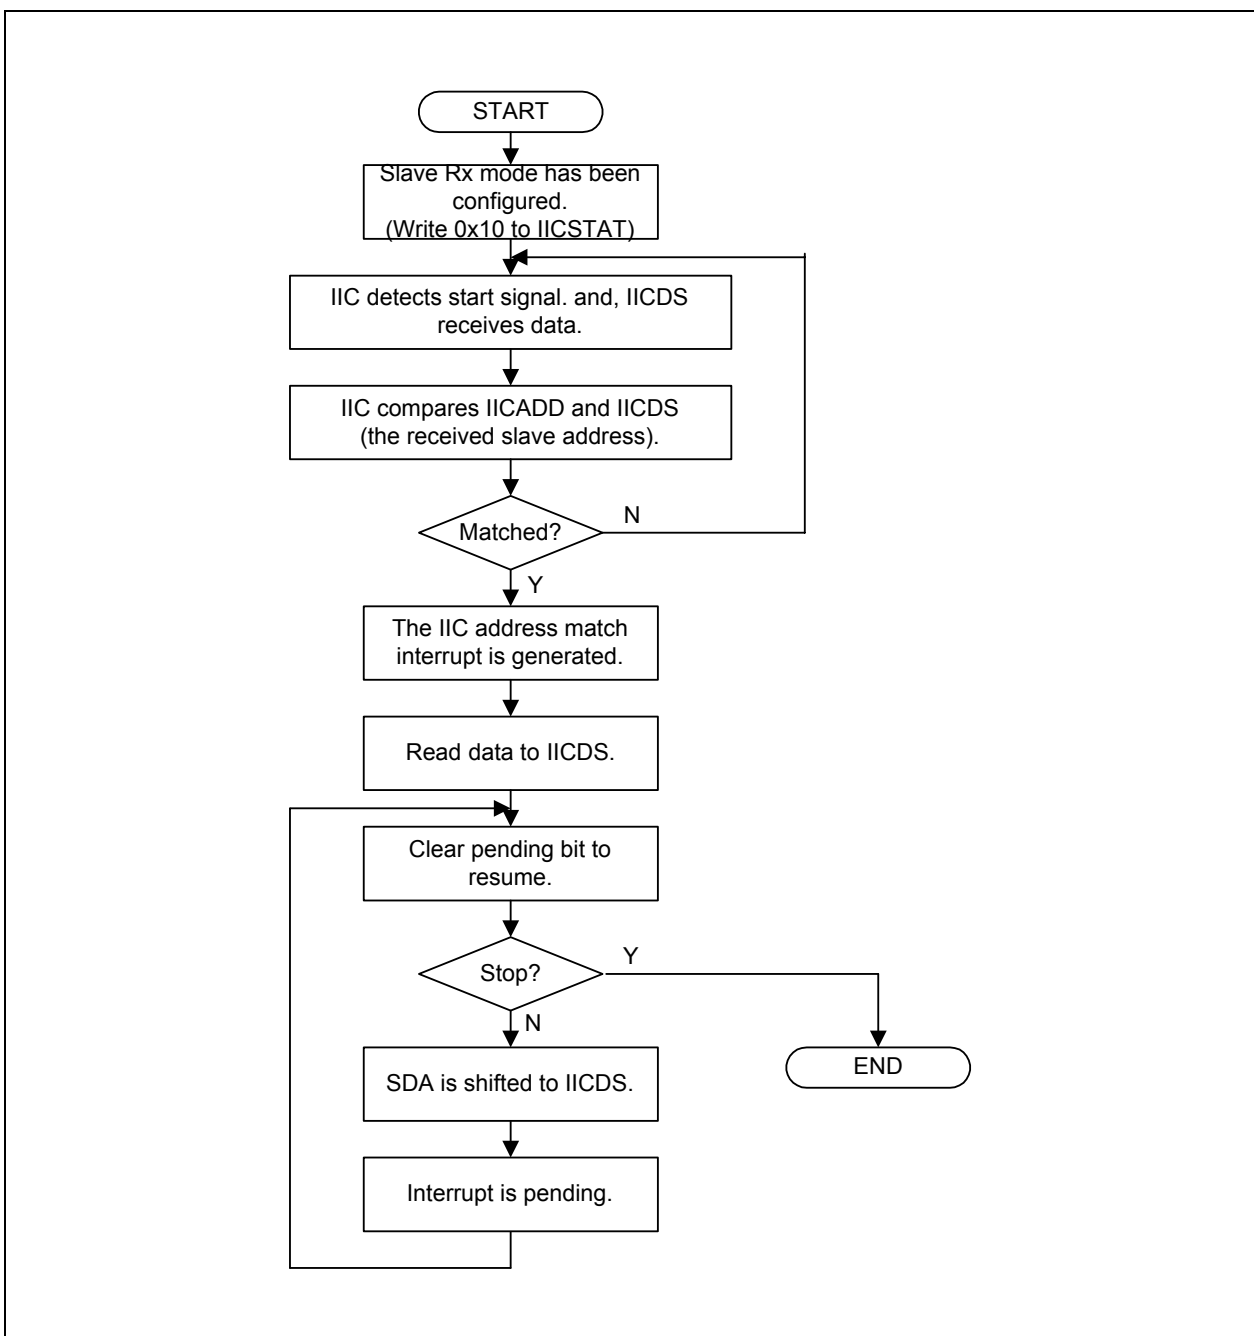 START
Slave Rx mode has been
configured.
(Write 0x10 to IICSTAT)
IIC detects start signal. and, IICDS
receives data.
IIC compares IICADD and IICDS
(the received slave address).
Matched?
N
Y
The IIC address match
interrupt is generated.
Read data to IICDS.
Clear pending bit to
resume.
Stop?
Y
N
SDA is shifted to IICDS.
END
Interrupt is pending.